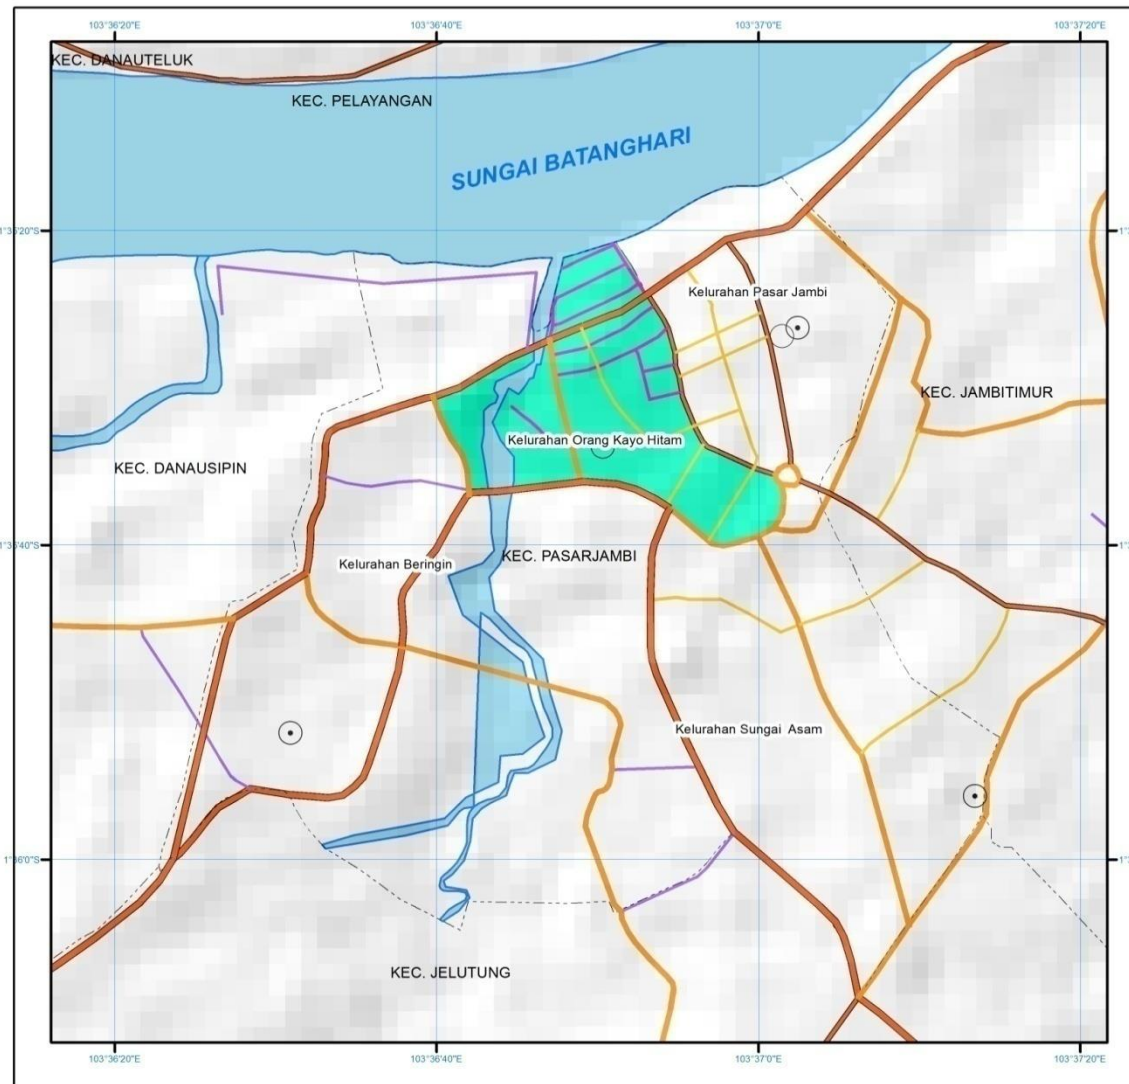 103°36'20"E 103°36'40"E 103°37'0"E 103°37'20"E
KEC. DANAUTELUK
KEC. PELAYANGAN
SUNGAI BATANGHARI
Kelurahan Pasar Jambi
KEC. JAMBITIMUR
Kelurahan Orang Kayo Hitam
KEC. DANAUSIPIN
KEC. PASARJAMBI
Kelurahan Beringin
Kelurahan Sungai Asam
KEC. JELUTUNG
103°36'20"E 103°36'40"E 103°37'0"E 103°37'20"E